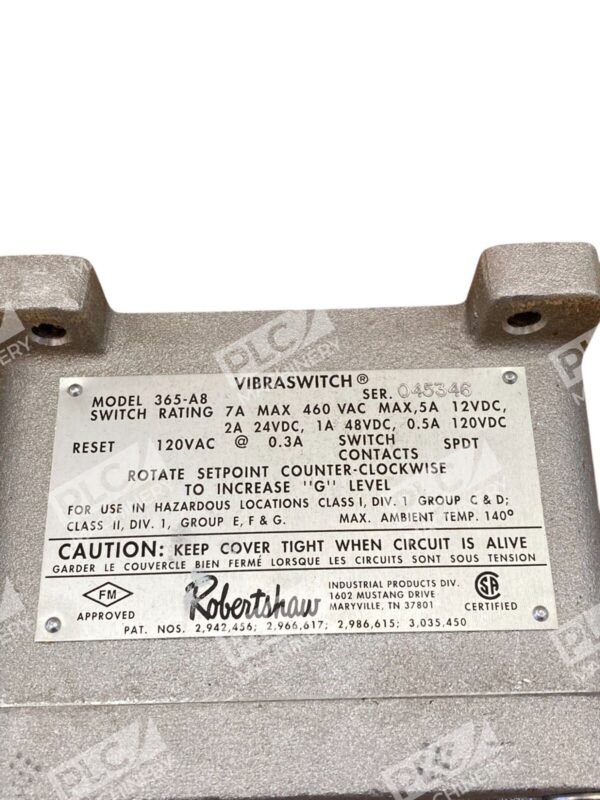 VIBRASWITCH®
MODEL 365-A8 SER. 045346
SWITCH RATING 7A MAX 460 VAC MAX, 5A 12VDC,
2A 24VDC, 1A 48VDC, 0.5A 120VDC
RESET 120VAC @ 0.3A SWITCH CONTACTS SPDT
ROTATE SETPOINT COUNTER-CLOCKWISE
TO INCREASE "G" LEVEL
FOR USE IN HAZARDOUS LOCATIONS CLASS I, DIV. 1 GROUP C & D;
CLASS II, DIV. 1, GROUP E, F & G. MAX. AMBIENT TEMP. 140°
CAUTION: KEEP COVER TIGHT WHEN CIRCUIT IS ALIVE
GARDER LE COUVERCLE BIEN FERMÉ LORSQUE LES CIRCUITS SONT SOUS TENSION
FM
APPROVED
Robertshaw
INDUSTRIAL PRODUCTS DIV.
1602 MUSTANG DRIVE
MARYVILLE, TN 37801
SA
CERTIFIED
PAT. NOS. 2,942,456; 2,966,617; 2,986,615; 3,035,450
PLC MACHINERY